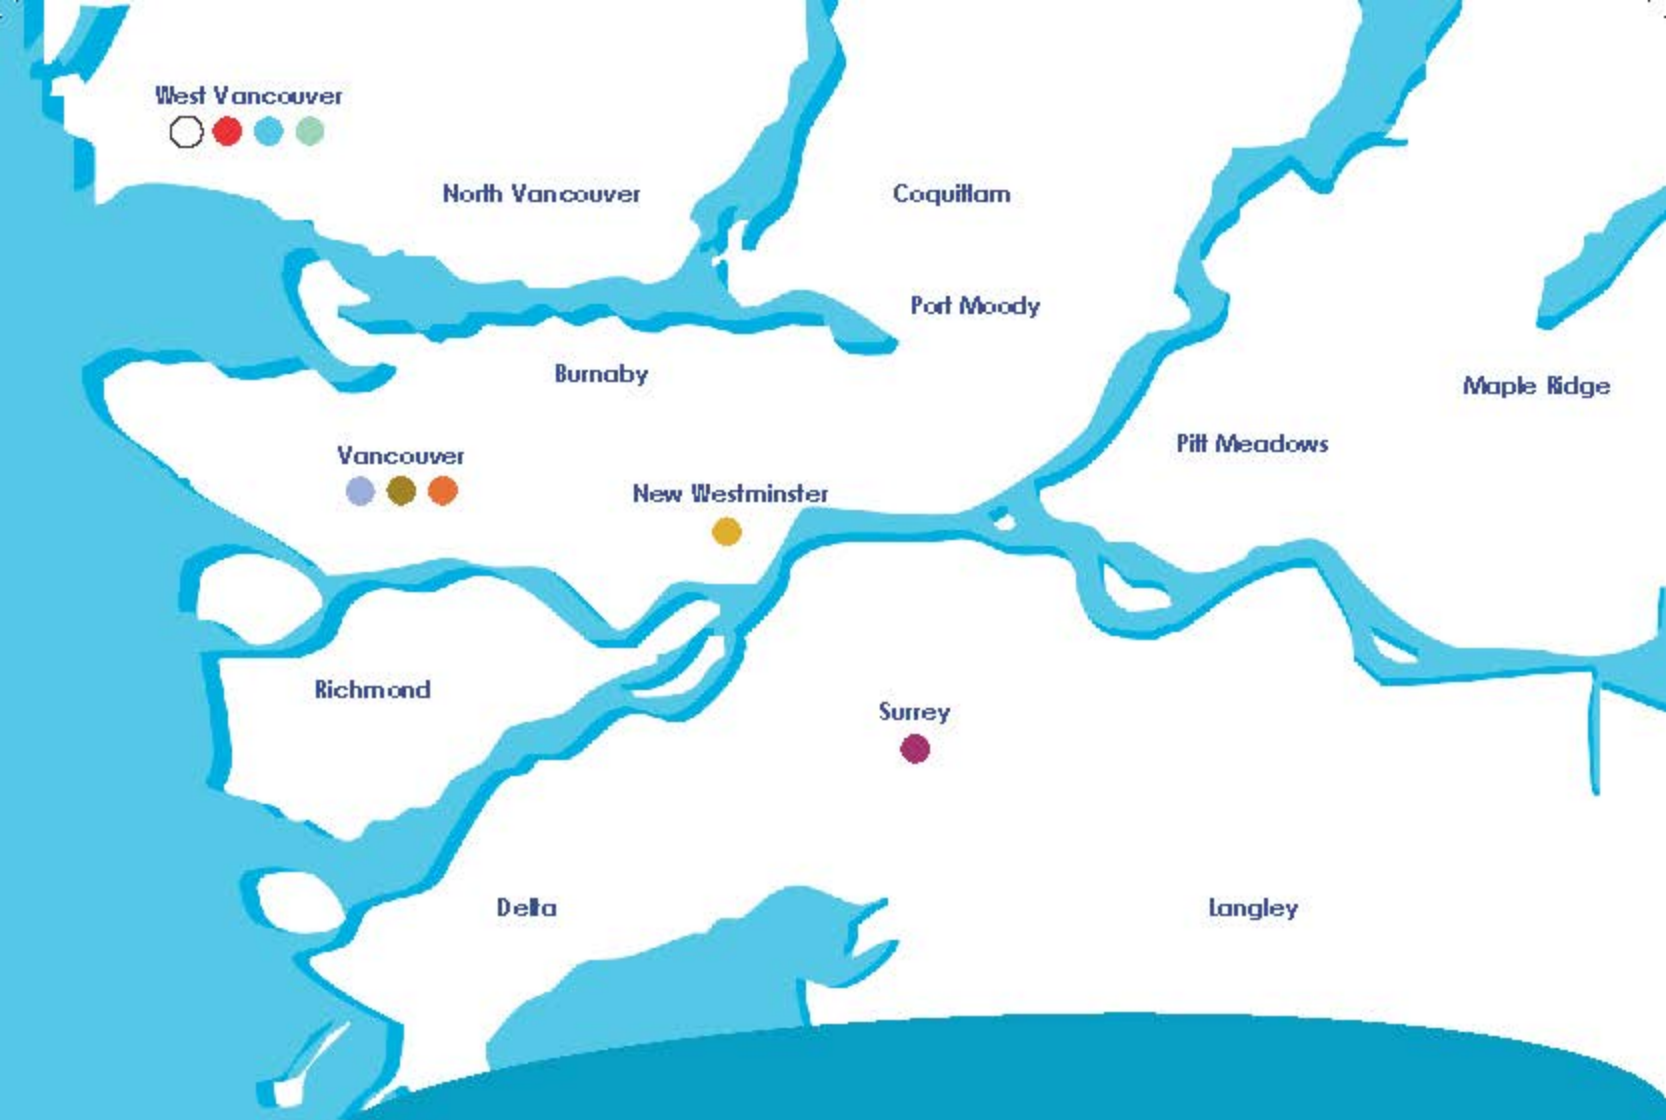 West Vancouver
North Vancouver
Coquitlam
Port Moody
Burnaby
Maple Ridge
Pitt Meadows
Vancouver
New Westminster
Richmond
Surrey
Delta
Langley